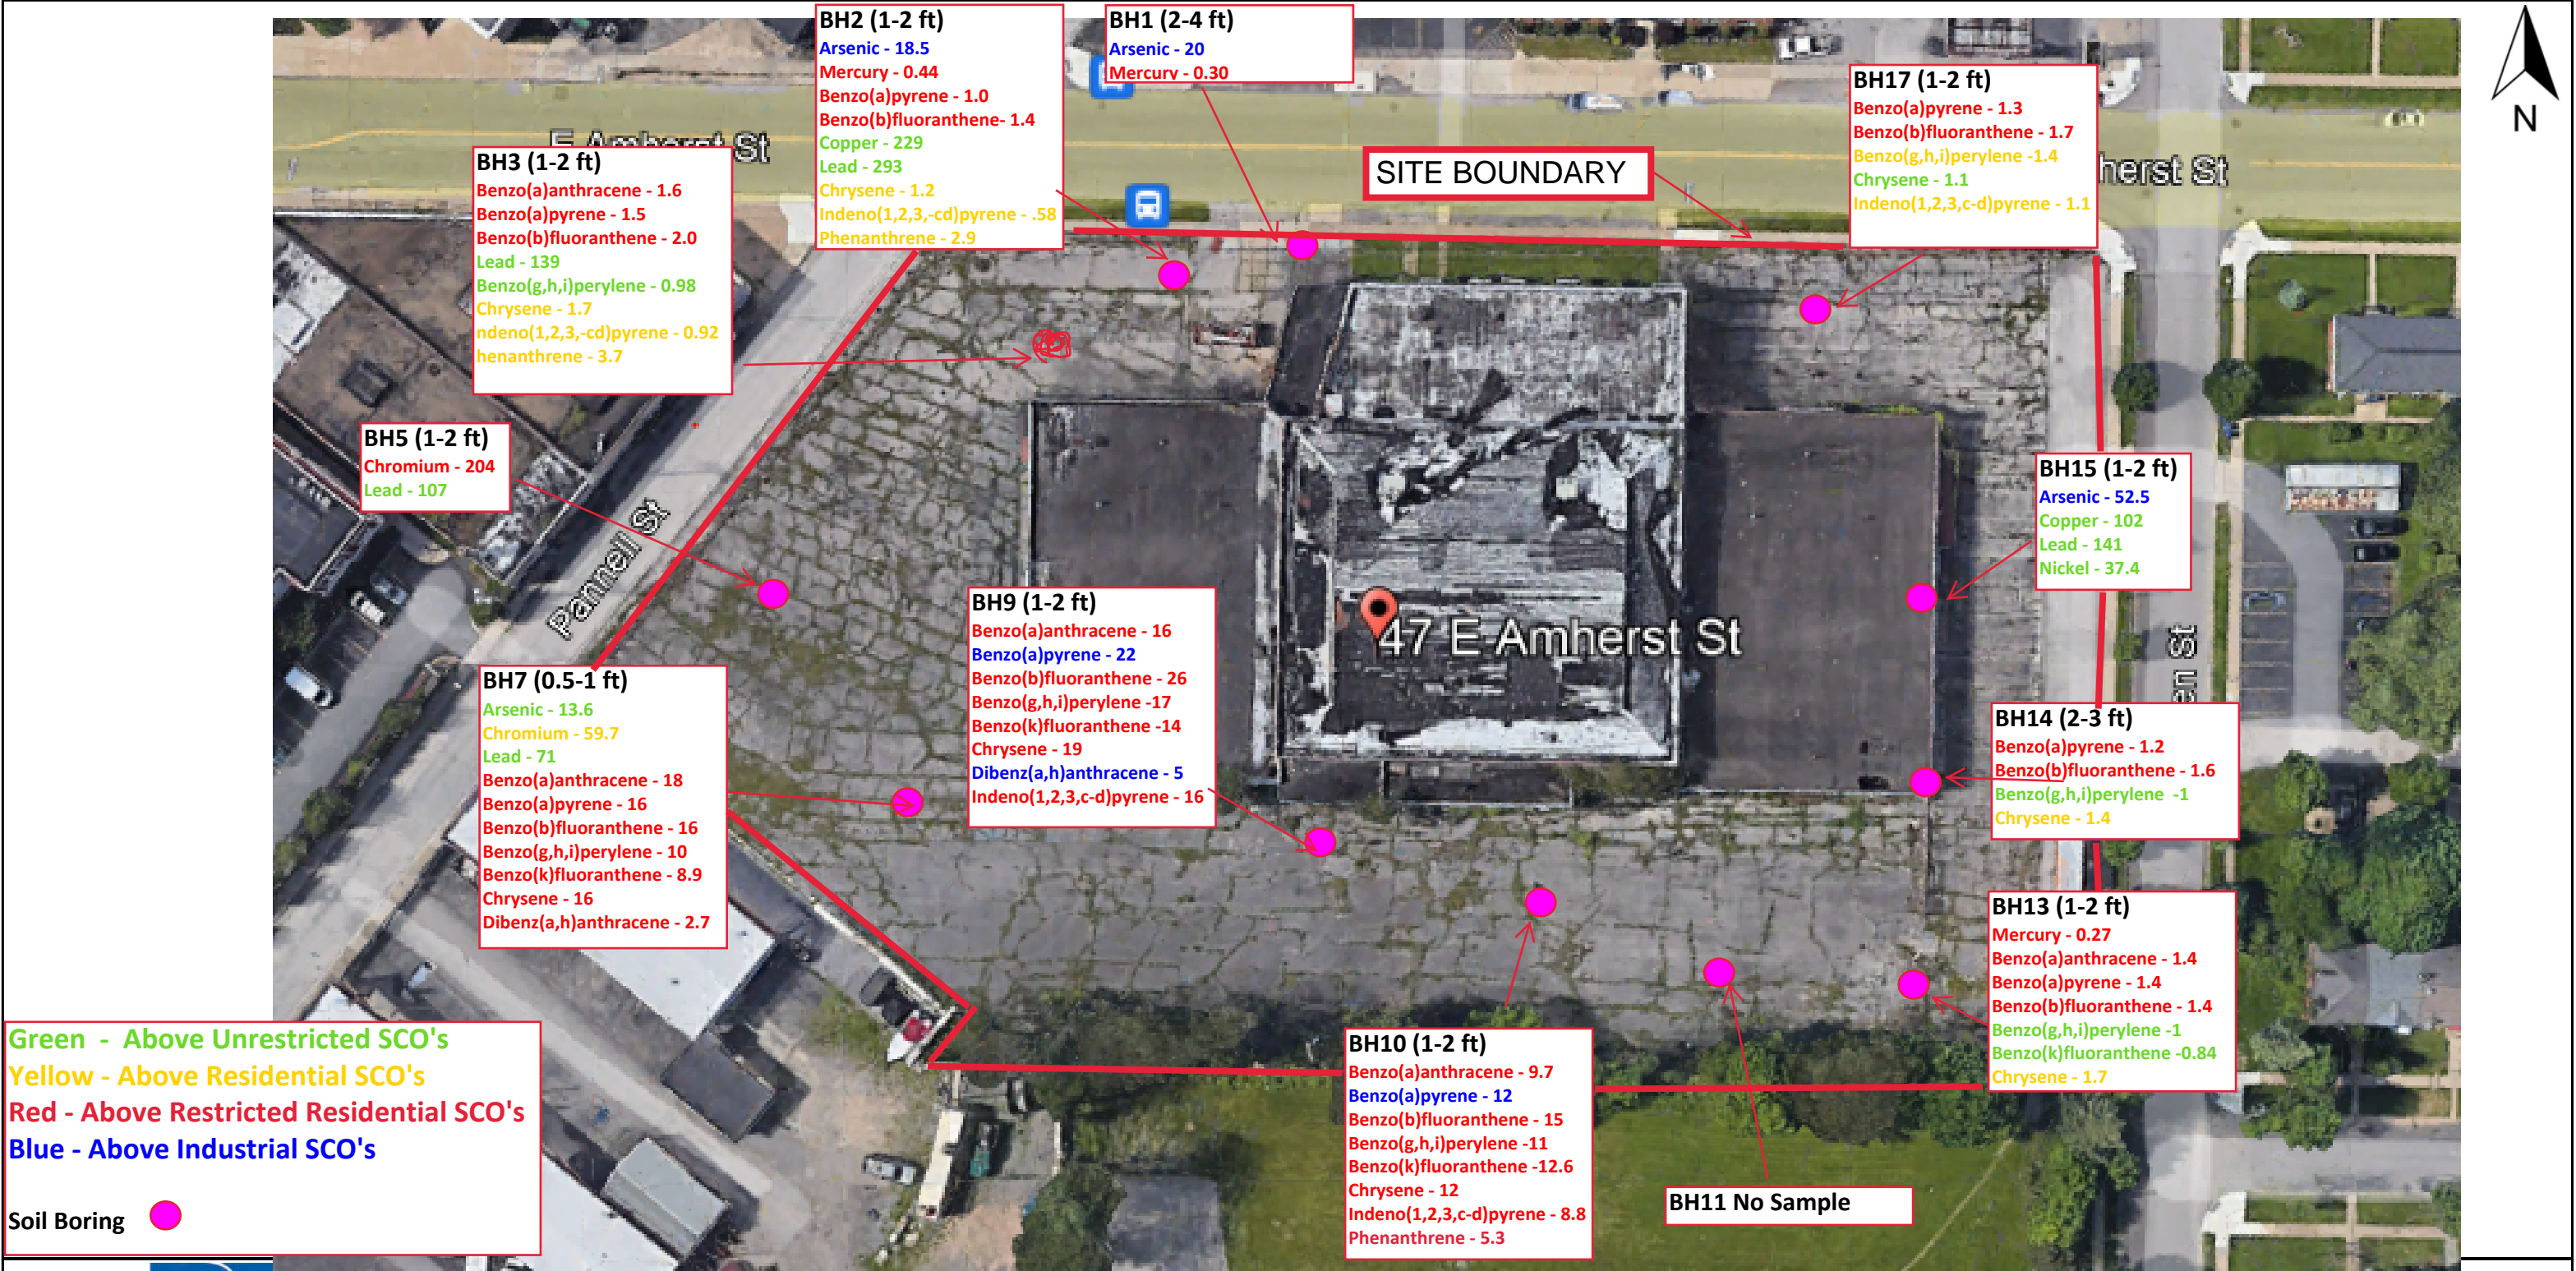 BH2 (1-2 ft)
Arsenic - 18.5
Mercury - 0.44
Benzo(a)pyrene - 1.0
Benzo(b)fluoranthene- 1.4
Copper - 229
Lead - 293
Chrysene - 1.2
Indeno(1,2,3,-cd)pyrene - .58
Phenanthrene - 2.9
BH1 (2-4 ft)
Arsenic - 20
Mercury - 0.30
BH17 (1-2 ft)
Benzo(a)pyrene - 1.3
Benzo(b)fluoranthene - 1.7
Benzo(g,h,i)perylene -1.4
Chrysene - 1.1
Indeno(1,2,3,c-d)pyrene - 1.1
N
E Amherst St
herst St
SITE BOUNDARY
BH3 (1-2 ft)
Benzo(a)anthracene - 1.6
Benzo(a)pyrene - 1.5
Benzo(b)fluoranthene - 2.0
Lead - 139
Benzo(g,h,i)perylene - 0.98
Chrysene - 1.7
ndeno(1,2,3,-cd)pyrene - 0.92
henanthrene - 3.7
BH5 (1-2 ft)
Chromium - 204
Lead - 107
Pannell St
BH15 (1-2 ft)
Arsenic - 52.5
Copper - 102
Lead - 141
Nickel - 37.4
47 E Amherst St
en St
BH9 (1-2 ft)
Benzo(a)anthracene - 16
Benzo(a)pyrene - 22
Benzo(b)fluoranthene - 26
Benzo(g,h,i)perylene -17
Benzo(k)fluoranthene -14
Chrysene - 19
Dibenz(a,h)anthracene - 5
Indeno(1,2,3,c-d)pyrene - 16
BH7 (0.5-1 ft)
Arsenic - 13.6
Chromium - 59.7
Lead - 71
Benzo(a)anthracene - 18
Benzo(a)pyrene - 16
Benzo(b)fluoranthene - 16
Benzo(g,h,i)perylene - 10
Benzo(k)fluoranthene - 8.9
Chrysene - 16
Dibenz(a,h)anthracene - 2.7
BH14 (2-3 ft)
Benzo(a)pyrene - 1.2
Benzo(b)fluoranthene - 1.6
Benzo(g,h,i)perylene -1
Chrysene - 1.4
BH13 (1-2 ft)
Mercury - 0.27
Benzo(a)anthracene - 1.4
Benzo(a)pyrene - 1.4
Benzo(b)fluoranthene - 1.4
Benzo(g,h,i)perylene -1
Benzo(k)fluoranthene -0.84
Chrysene - 1.7
BH10 (1-2 ft)
Benzo(a)anthracene - 9.7
Benzo(a)pyrene - 12
Benzo(b)fluoranthene - 15
Benzo(g,h,i)perylene -11
Benzo(k)fluoranthene -12.6
Chrysene - 12
Indeno(1,2,3,c-d)pyrene - 8.8
Phenanthrene - 5.3
BH11 No Sample
Green - Above Unrestricted SCO's
Yellow - Above Residential SCO's
Red - Above Restricted Residential SCO's
Blue - Above Industrial SCO's
Soil Boring